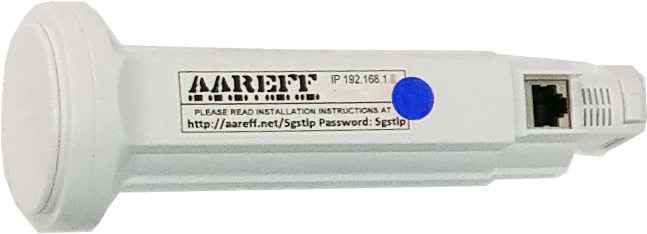 AAREFF IP 192.168.1.
PLEASE READ INSTALLATION INSTRUCTIONS AT
http://aareff.net/5gstlp Password: 5gstlp